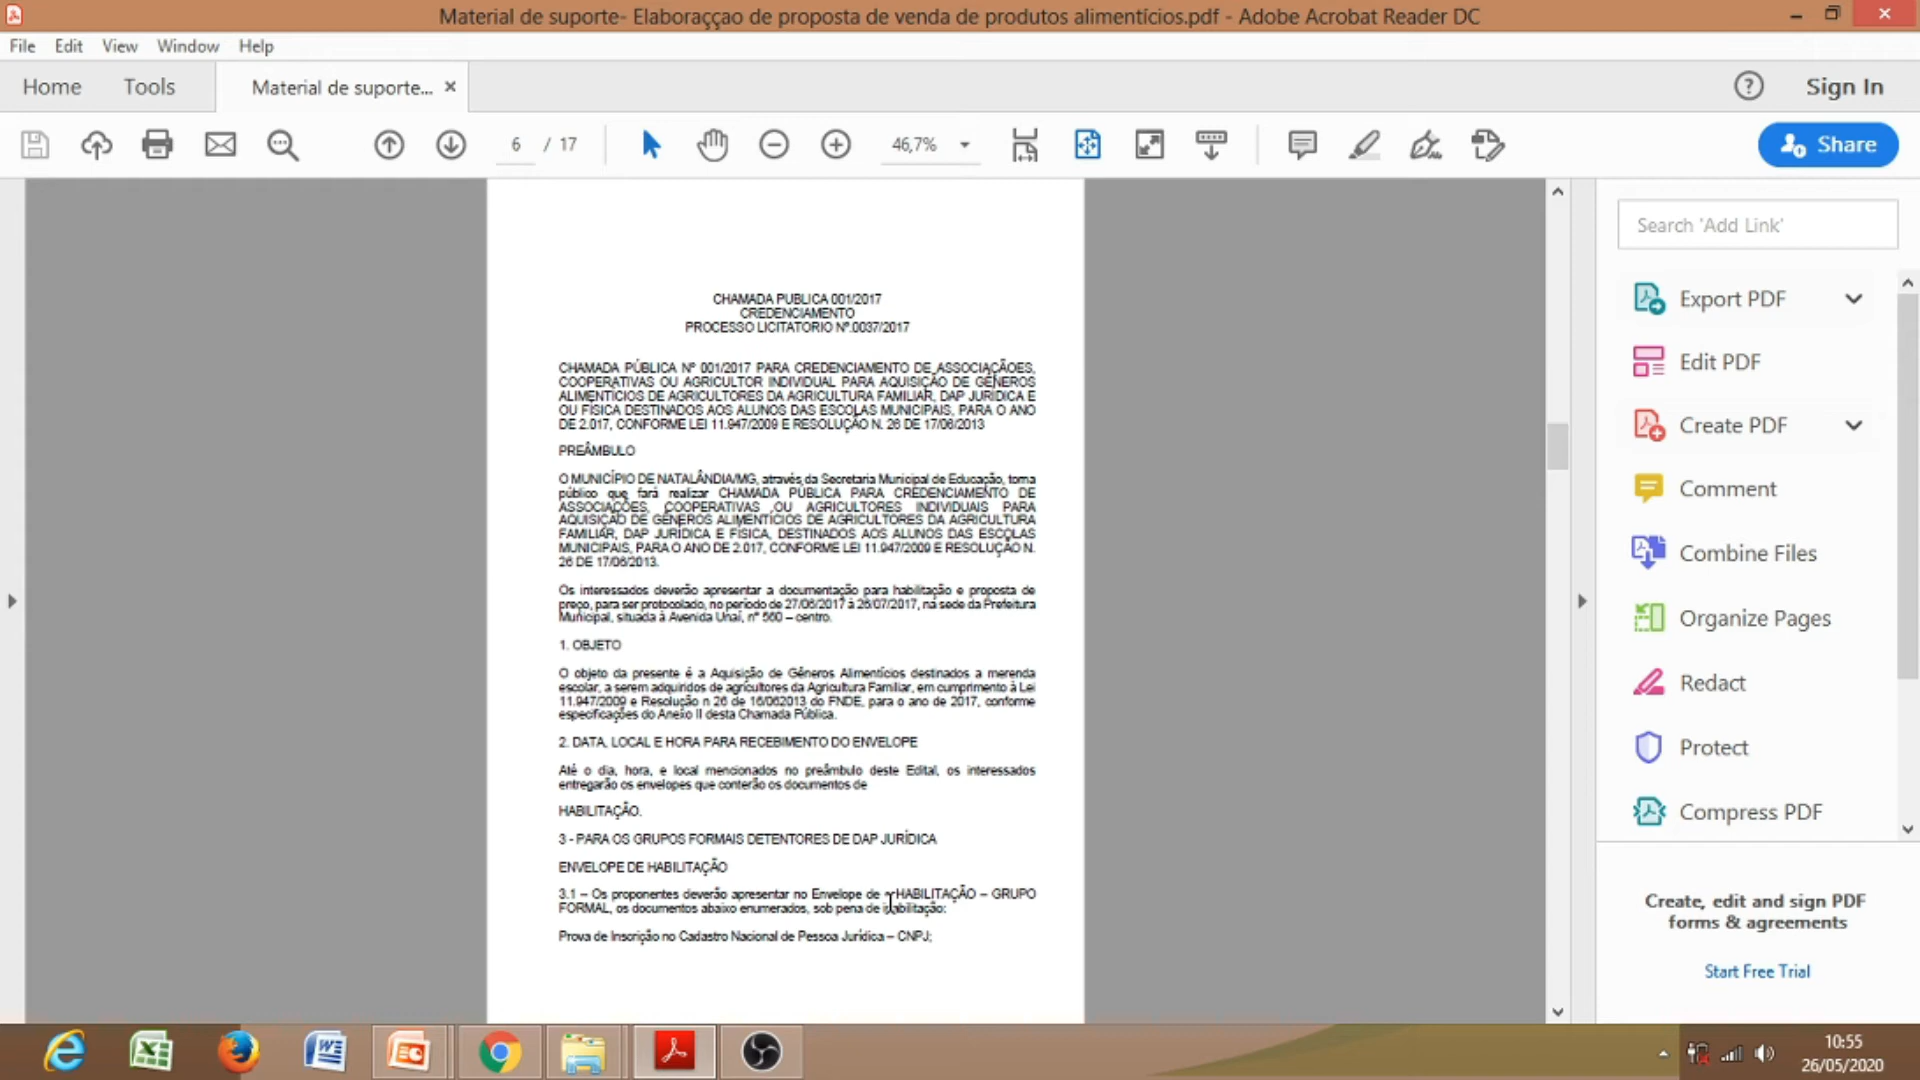 Material de suporte- Elaboraççao de proposta de venda de produtos alimentícios.pdf - Adobe Acrobat Reader DC
File Edit View Window Help
Home Tools Material de suporte... × Sign In
6 / 17 46,7% Share
CHAMADA PUBLICA 001/2017
CREDENCIAMENTO
PROCESSO LICITATORIO Nº.0037/2017
CHAMADA PÚBLICA Nº 001/2017 PARA CREDENCIAMENTO DE ASSOCIAÇÃOES,
COOPERATIVAS OU AGRICULTOR INDIVIDUAL PARA AQUISIÇÃO DE GÊNEROS
ALIMENTÍCIOS DE AGRICULTORES DA AGRICULTURA FAMILIAR, DAP JURÍDICA E
OU FÍSICA DESTINADOS AOS ALUNOS DAS ESCOLAS MUNICIPAIS, PARA O ANO
DE 2.017, CONFORME LEI 11.947/2009 E RESOLUÇÃO N. 26 DE 17/06/2013
PREÂMBULO
O MUNICÍPIO DE NATALÂNDIA/MG, através da Secretaria Municipal de Educação, torna
público que fará realizar CHAMADA PÚBLICA PARA CREDENCIAMENTO DE
ASSOCIAÇÕES, COOPERATIVAS OU AGRICULTORES INDIVIDUAIS PARA
AQUISIÇÃO DE GÊNEROS ALIMENTÍCIOS DE AGRICULTORES DA AGRICULTURA
FAMILIAR, DAP JURÍDICA E FÍSICA, DESTINADOS AOS ALUNOS DAS ESCOLAS
MUNICIPAIS, PARA O ANO DE 2.017, CONFORME LEI 11.947/2009 E RESOLUÇÃO N.
26 DE 17/06/2013.
Os interessados deverão apresentar a documentação para habilitação e proposta de
preço, para ser protocolado, no período de 27/06/2017 à 26/07/2017, na sede da Prefeitura
Municipal, situada à Avenida Unaí, nº 560 – centro.
1. OBJETO
O objeto da presente é a Aquisição de Gêneros Alimentícios destinados a merenda
escolar, a serem adquiridos de agricultores da Agricultura Familiar, em cumprimento à Lei
11.947/2009 e Resolução n 26 de 16/062013 do FNDE, para o ano de 2017, conforme
especificações do Anexo II desta Chamada Pública.
2. DATA, LOCAL E HORA PARA RECEBIMENTO DO ENVELOPE
Até o dia, hora, e local mencionados no preâmbulo deste Edital, os interessados
entregarão os envelopes que conterão os documentos de
HABILITAÇÃO.
3 - PARA OS GRUPOS FORMAIS DETENTORES DE DAP JURÍDICA
ENVELOPE DE HABILITAÇÃO
3.1 – Os proponentes deverão apresentar no Envelope de - HABILITAÇÃO – GRUPO
FORMAL, os documentos abaixo enumerados, sob pena de inabilitação:
Prova de Inscrição no Cadastro Nacional de Pessoa Jurídica – CNPJ;
Search 'Add Link'
Export PDF
Edit PDF
Create PDF
Comment
Combine Files
Organize Pages
Redact
Protect
Compress PDF
Create, edit and sign PDF
forms & agreements
Start Free Trial
10:55
26/05/2020